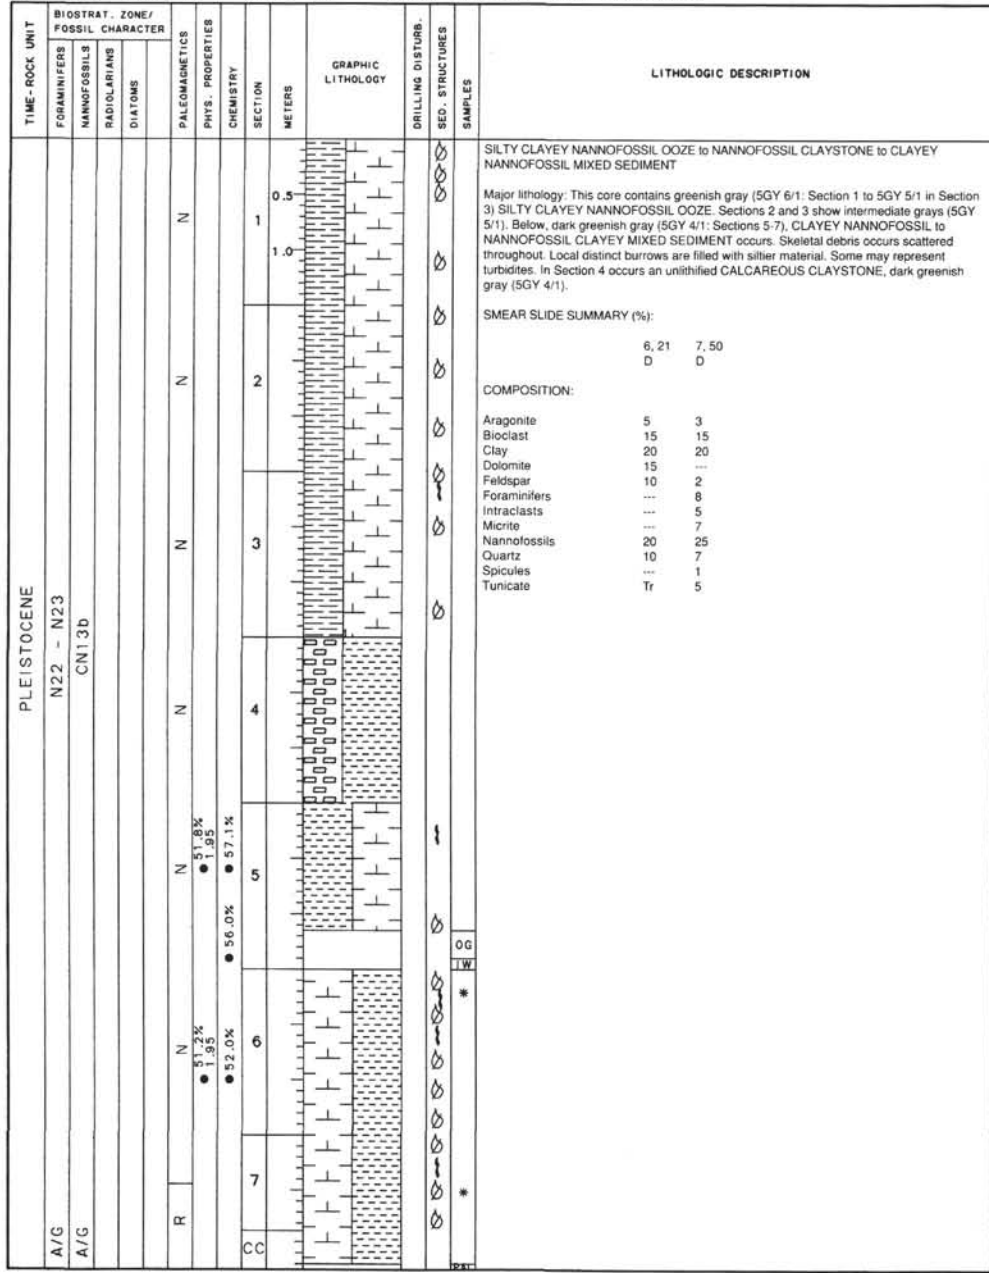 TIME-ROCK UNIT
BIOSTRAT. ZONE/
FOSSIL CHARACTER
FORAMINIFERS
NANNOFOSSILS
RADIOLARIANS
DIATOMS
PALEOMAGNETICS
PHYS. PROPERTIES
CHEMISTRY
SECTION
METERS
GRAPHIC
LITHOLOGY
DRILLING DISTURB.
SED. STRUCTURES
SAMPLES
LITHOLOGIC DESCRIPTION
PLEISTOCENE
N22 - N23
A/G
CN13b
A/G
N
N
N
N
N
N
R
51.8%
1.95
51.2%
1.95
57.1%
56.0%
52.0%
1
2
3
4
5
6
7
CC
0.5
1.0
OG
IW
*
*
SILTY CLAYEY NANNOFOSSIL OOZE to NANNOFOSSIL CLAYSTONE to CLAYEY
NANNOFOSSIL MIXED SEDIMENT
Major lithology: This core contains greenish gray (5GY 6/1: Section 1 to 5GY 5/1 in Section
3) SILTY CLAYEY NANNOFOSSIL OOZE. Sections 2 and 3 show intermediate grays (5GY
5/1). Below, dark greenish gray (5GY 4/1: Sections 5-7), CLAYEY NANNOFOSSIL to
NANNOFOSSIL CLAYEY MIXED SEDIMENT occurs. Skeletal debris occurs scattered
throughout. Local distinct burrows are filled with siltier material. Some may represent
turbidites. In Section 4 occurs an unlithified CALCAREOUS CLAYSTONE, dark greenish
gray (5GY 4/1).
SMEAR SLIDE SUMMARY (%):
6, 21 7, 50
D D
COMPOSITION:
Aragonite 5 3
Bioclast 15 15
Clay 20 20
Dolomite 15 ---
Feldspar 10 2
Foraminifers --- 8
Intraclasts --- 5
Micrite --- 7
Nannofossils 20 25
Quartz 10 7
Spicules --- 1
Tunicate Tr 5